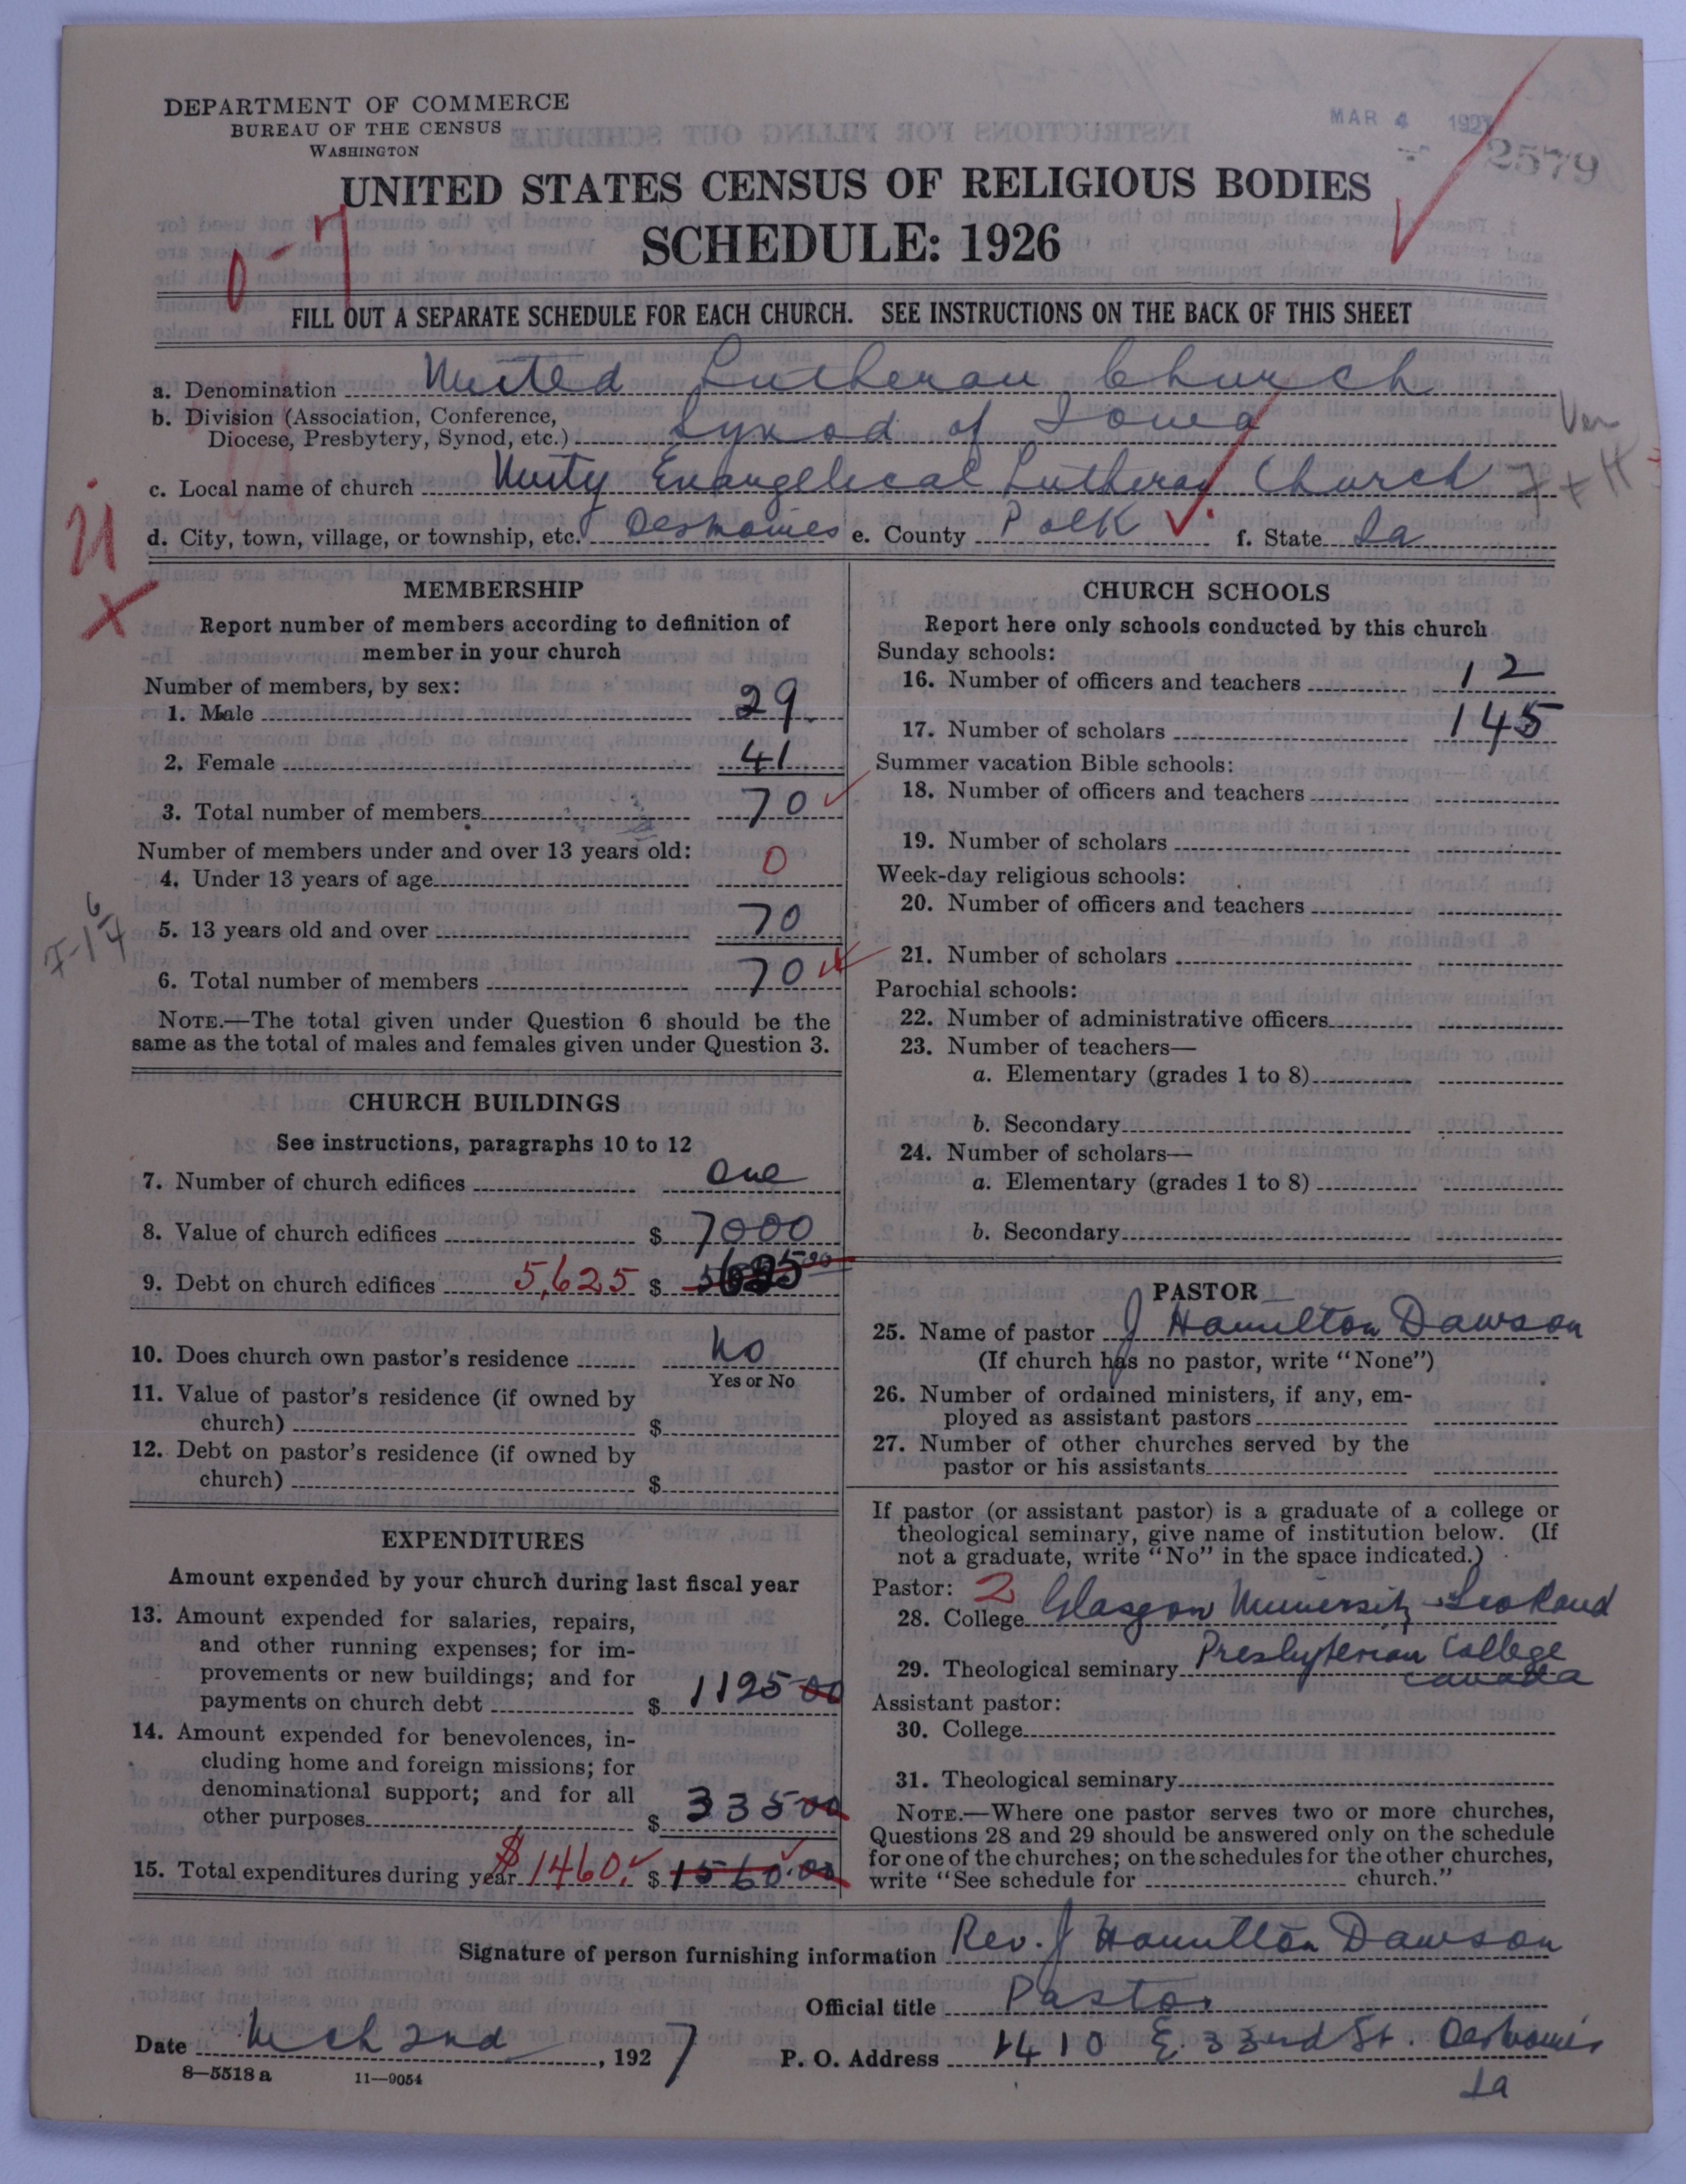 DEPARTMENT OF COMMERCE
BUREAU OF THE CENSUS
WASHINGTON
MAR 4 1927
2579
UNITED STATES CENSUS OF RELIGIOUS BODIES
SCHEDULE: 1926
0-7
FILL OUT A SEPARATE SCHEDULE FOR EACH CHURCH. SEE INSTRUCTIONS ON THE BACK OF THIS SHEET
a. Denomination United Lutheran Church
b. Division (Association, Conference,
Diocese, Presbytery, Synod, etc.) Synod of Iowa
Ver
c. Local name of church Unity Evangelical Lutheran Church
d. City, town, village, or township, etc. Desmoines e. County Polk f. State Ia
MEMBERSHIP
Report number of members according to definition of
member in your church
Number of members, by sex:
1. Male 29
2. Female 41
3. Total number of members 70
Number of members under and over 13 years old:
4. Under 13 years of age 0
5. 13 years old and over 70
6. Total number of members 70
NOTE.—The total given under Question 6 should be the
same as the total of males and females given under Question 3.
CHURCH BUILDINGS
See instructions, paragraphs 10 to 12
7. Number of church edifices one
8. Value of church edifices $ 7000
9. Debt on church edifices 5,625 $
10. Does church own pastor's residence No
Yes or No
11. Value of pastor's residence (if owned by
church) $
12. Debt on pastor's residence (if owned by
church) $
EXPENDITURES
Amount expended by your church during last fiscal year
13. Amount expended for salaries, repairs,
and other running expenses; for im-
provements or new buildings; and for
payments on church debt $ 1125 00
14. Amount expended for benevolences, in-
cluding home and foreign missions; for
denominational support; and for all
other purposes $ 335 00
15. Total expenditures during year $1460. $ 1560.00
CHURCH SCHOOLS
Report here only schools conducted by this church
Sunday schools:
16. Number of officers and teachers 12
17. Number of scholars 145
Summer vacation Bible schools:
18. Number of officers and teachers
19. Number of scholars
Week-day religious schools:
20. Number of officers and teachers
21. Number of scholars
Parochial schools:
22. Number of administrative officers
23. Number of teachers—
a. Elementary (grades 1 to 8)
b. Secondary
24. Number of scholars—
a. Elementary (grades 1 to 8)
b. Secondary
PASTOR
25. Name of pastor J Hamilton Dawson
(If church has no pastor, write "None")
26. Number of ordained ministers, if any, em-
ployed as assistant pastors
27. Number of other churches served by the
pastor or his assistants
If pastor (or assistant pastor) is a graduate of a college or
theological seminary, give name of institution below. (If
not a graduate, write "No" in the space indicated.)
Pastor: 2
28. College Glasgow University Scotland
29. Theological seminary Presbyterian College
Canada
Assistant pastor:
30. College
31. Theological seminary
NOTE.—Where one pastor serves two or more churches,
Questions 28 and 29 should be answered only on the schedule
for one of the churches; on the schedules for the other churches,
write "See schedule for church."
Signature of person furnishing information Rev. J Hamilton Dawson
Official title Pastor
Date Mch 2nd, 1927 P. O. Address 1410 E. 33rd St. Desmoines
Ia
8—5518 a 11—9054